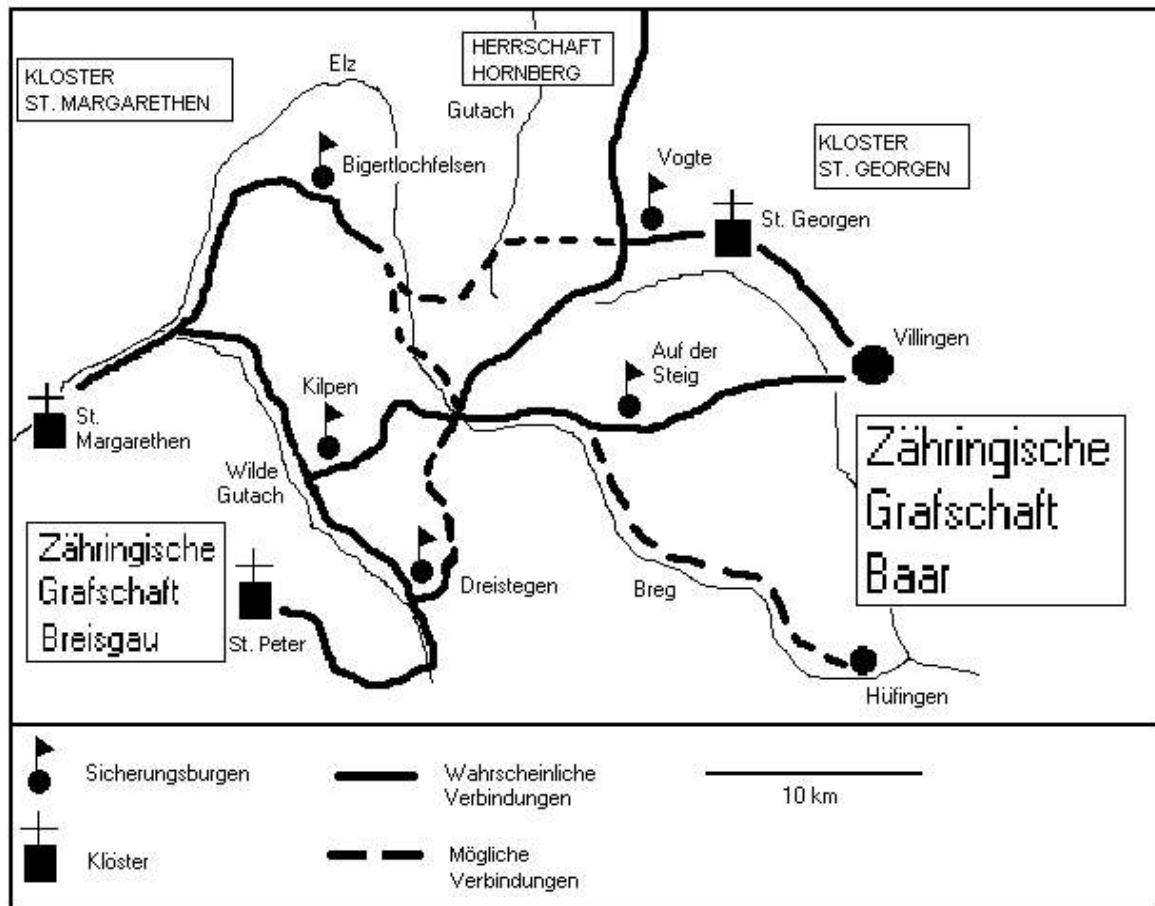 KLOSTER
ST. MARGARETHEN
Elz
HERRSCHAFT
HORNBERG
Gutach
KLOSTER
ST. GEORGEN
Bigertlochfelsen
Vogte
St. Georgen
Villingen
Auf der
Steig
Kilpen
St.
Margarethen
Wilde
Gutach
Zähringische
Grafschaft
Baar
Zähringische
Grafschaft
Breisgau
St. Peter
Dreistegen
Breg
Hüfingen
Sicherungsburgen
Wahrscheinliche
Verbindungen
10 km
Klöster
Mögliche
Verbindungen